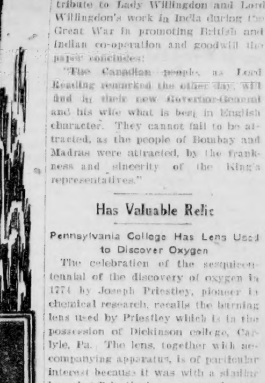 tribute to Lady Willingdon and Lord
Willingdon's work in India during the
Great War in promoting British and
Indian co-operation and goodwill the
paper concludes:
"The Canadian people, as Lord
Reading remarked the other day, will
find in their new Governor-General
and his wife what is best in English
character. They cannot fail to be at-
tracted, as the people of Bombay and
Madras were attracted, by the frank-
ness and sincerity of the King's
representatives."
Has Valuable Relic
Pennsylvania College Has Lens Used
to Discover Oxygen
The celebration of the sesquicen-
tennial of the discovery of oxygen in
1774 by Joseph Priestley, pioneer in
chemical research, recalls the burning
lens used by Priestley which is in the
possession of Dickinson college, Car-
lyle, Pa. The lens, together with ac-
companying apparatus, is of particular
interest because it was with a similar